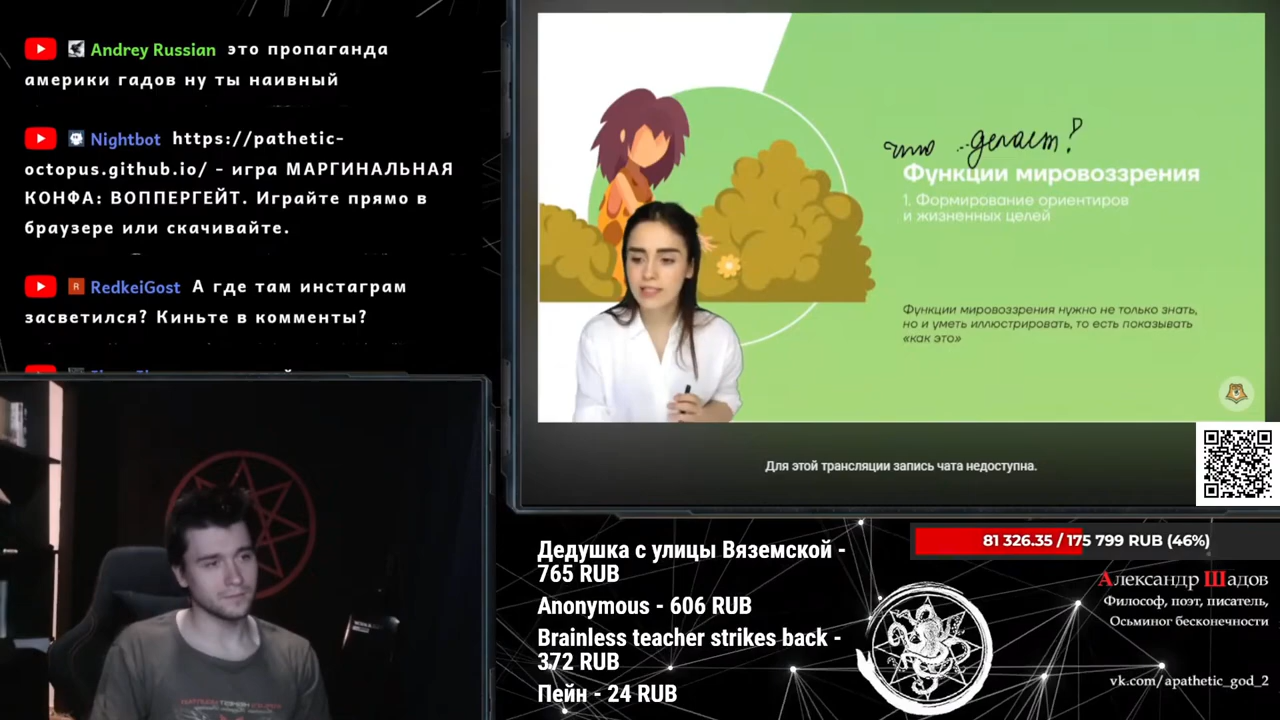 Andrey Russian это пропаганда
америки гадов ну ты наивный
Nightbot https://pathetic-
octopus.github.io/ - игра МАРГИНАЛЬНАЯ
КОНФА: ВОППЕРГЕЙТ. Играйте прямо в
браузере или скачивайте.
RedkeiGost А где там инстаграм
засветился? Киньте в комменты?
что делает?
Функции мировоззрения
1. Формирование ориентиров
и жизненных целей
Функции мировоззрения нужно не только знать,
но и уметь иллюстрировать, то есть показывать
«как это»
Для этой трансляции запись чата недоступна.
Дедушка с улицы Вяземской -
765 RUB
Anonymous - 606 RUB
Brainless teacher strikes back -
372 RUB
Пейн - 24 RUB
81 326.35 / 175 799 RUB (46%)
Александр Шадов
Философ, поэт, писатель,
Осьминог бесконечности
vk.com/apathetic_god_2